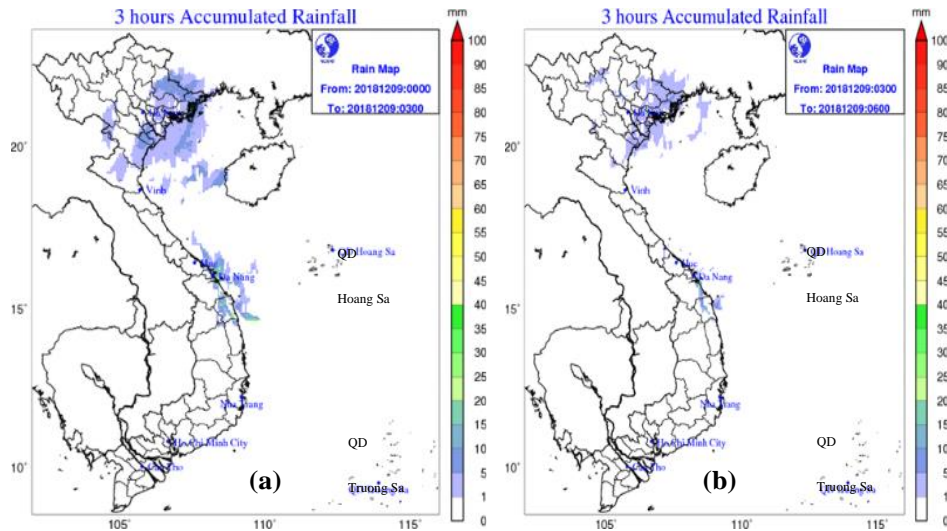 3 hours Accumulated Rainfall
mm
Rain Map
From: 20181209:0000
To: 20181209:0300
100
90
80
70
65
60
55
50
45
40
35
30
25
20
15
10
5
1
0
20˚
15˚
10˚
105˚
110˚
115˚
Vinh
Hue
Da Nang
Nha Trang
Ho Chi Minh City
Can Tho
QD
Hoang Sa
Hoang Sa
QD
Truong Sa
(a)
3 hours Accumulated Rainfall
mm
Rain Map
From: 20181209:0300
To: 20181209:0600
100
90
80
70
65
60
55
50
45
40
35
30
25
20
15
10
5
1
0
20˚
15˚
10˚
105˚
110˚
115˚
Vinh
Hue
Da Nang
Nha Trang
Ho Chi Minh City
Can Tho
QD
Hoang Sa
Hoang Sa
QD
Truong Sa
(b)